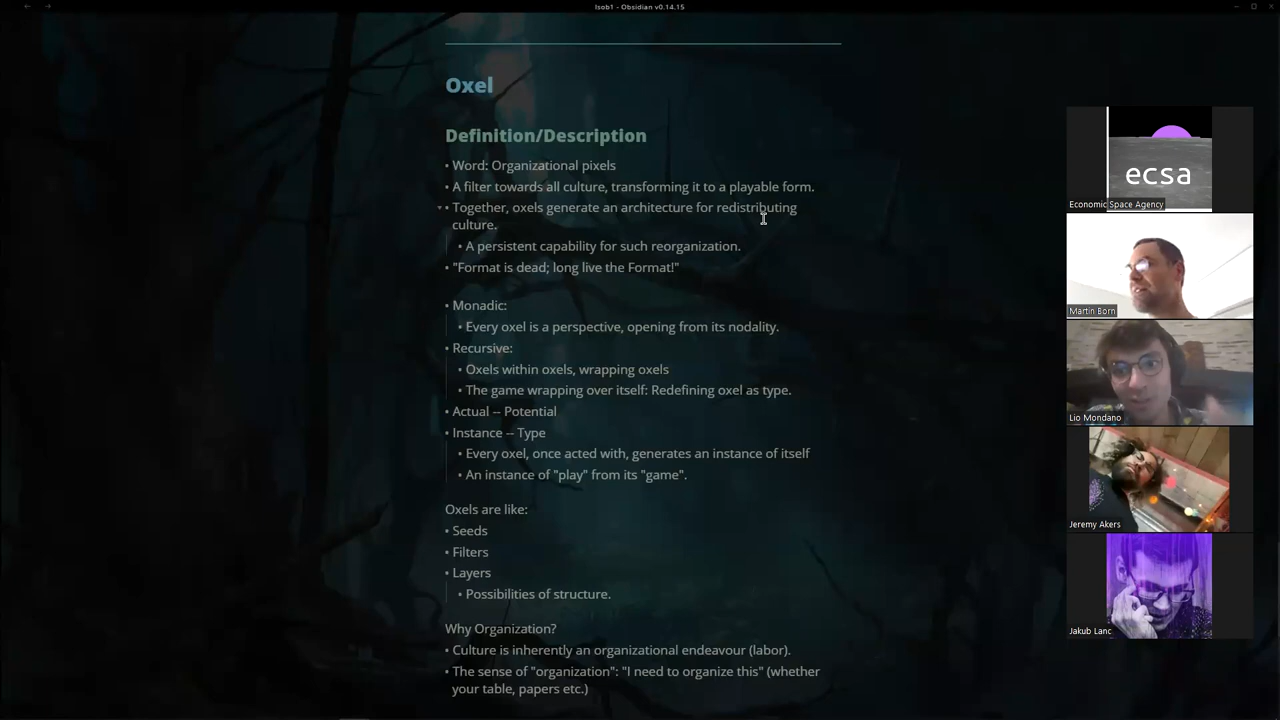 lsob1 - Obsidian v0.14.15
Oxel
Definition/Description
• Word: Organizational pixels
• A filter towards all culture, transforming it to a playable form.
• Together, oxels generate an architecture for redistributing
culture.
• A persistent capability for such reorganization.
• "Format is dead; long live the Format!"
• Monadic:
• Every oxel is a perspective, opening from its nodality.
• Recursive:
• Oxels within oxels, wrapping oxels
• The game wrapping over itself: Redefining oxel as type.
• Actual -- Potential
• Instance -- Type
• Every oxel, once acted with, generates an instance of itself
• An instance of "play" from its "game".
Oxels are like:
• Seeds
• Filters
• Layers
• Possibilities of structure.
Why Organization?
• Culture is inherently an organizational endeavour (labor).
• The sense of "organization": "I need to organize this" (whether
your table, papers etc.)
ecsa
Economic Space Agency
Martin Born
Lio Mondano
Jeremy Akers
Jakub Lanc